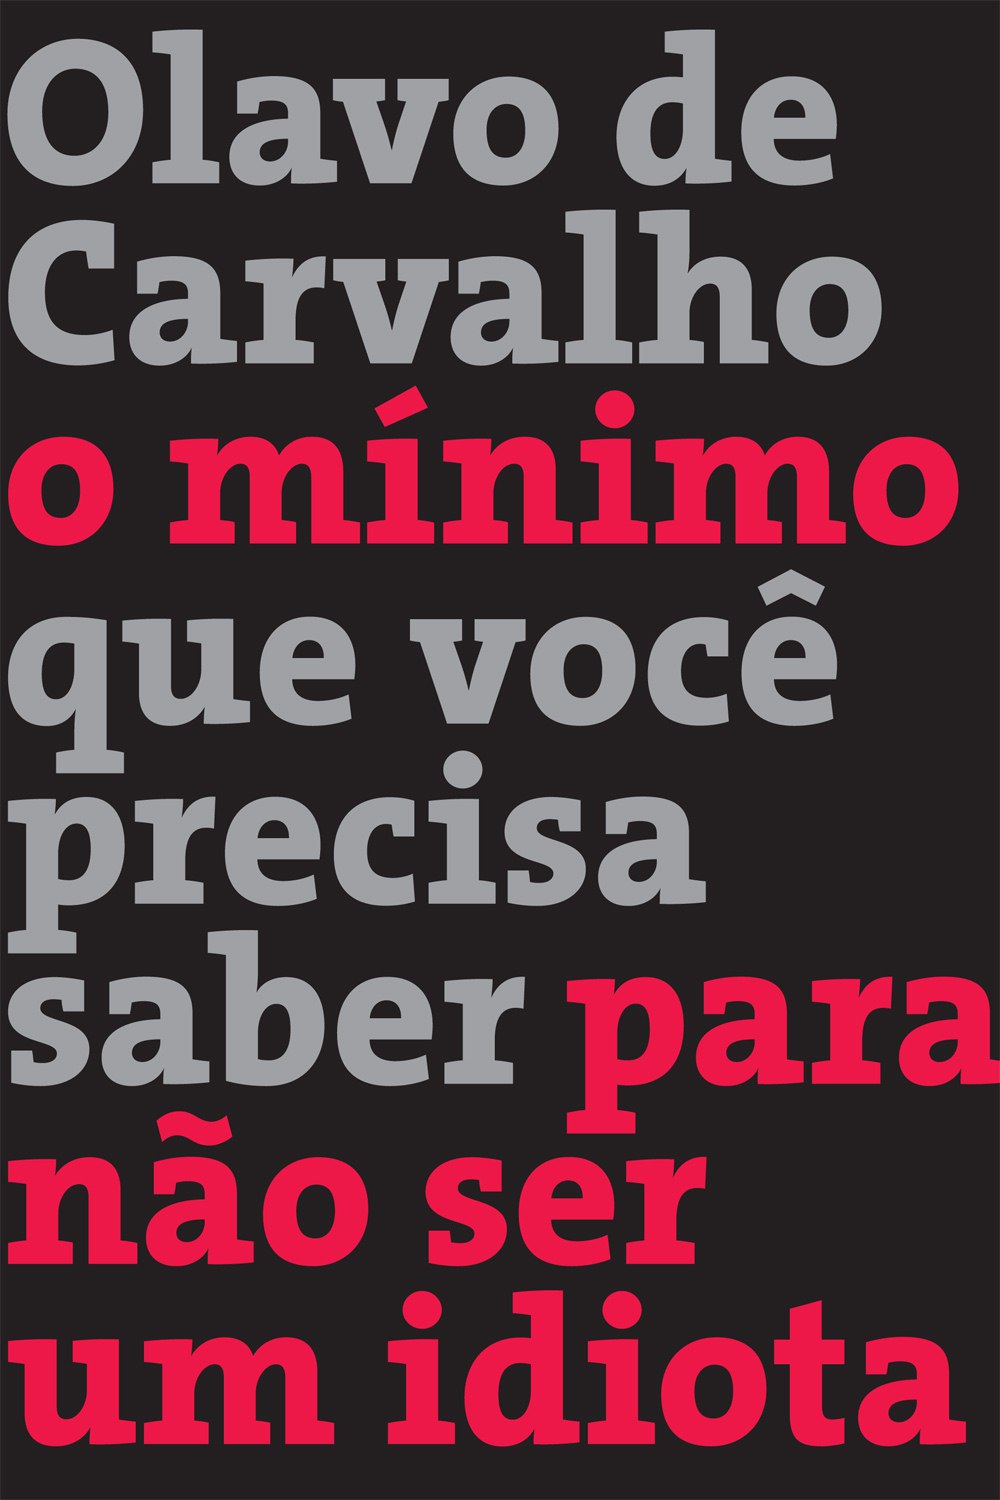 Olavo de
Carvalho
o mínimo
que você
precisa
saber para
não ser
um idiota